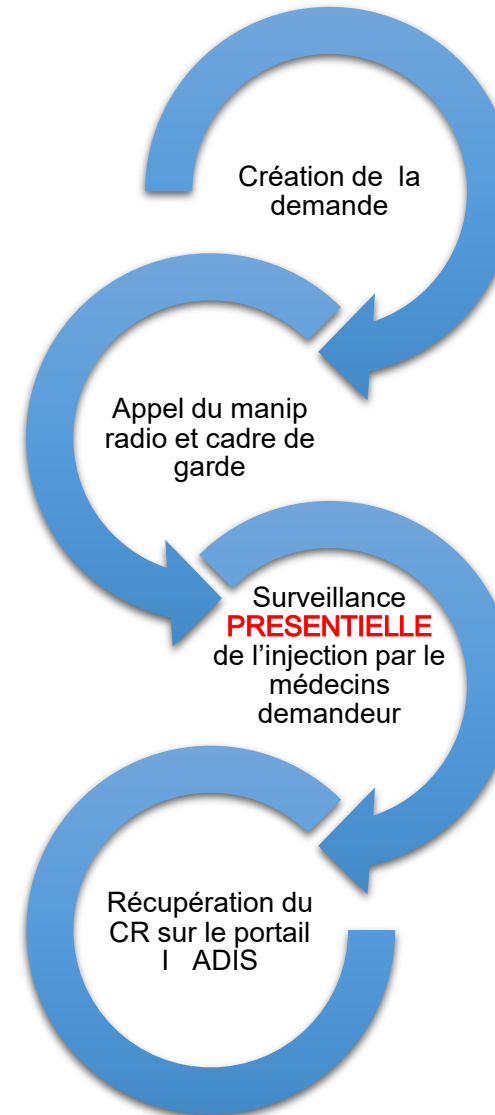 Création de la
demande
Appel du manip
radio et cadre de
garde
Surveillance
PRESENTIELLE
de l’injection par le
médecins
demandeur
Récupération du
CR sur le portail
I ADIS